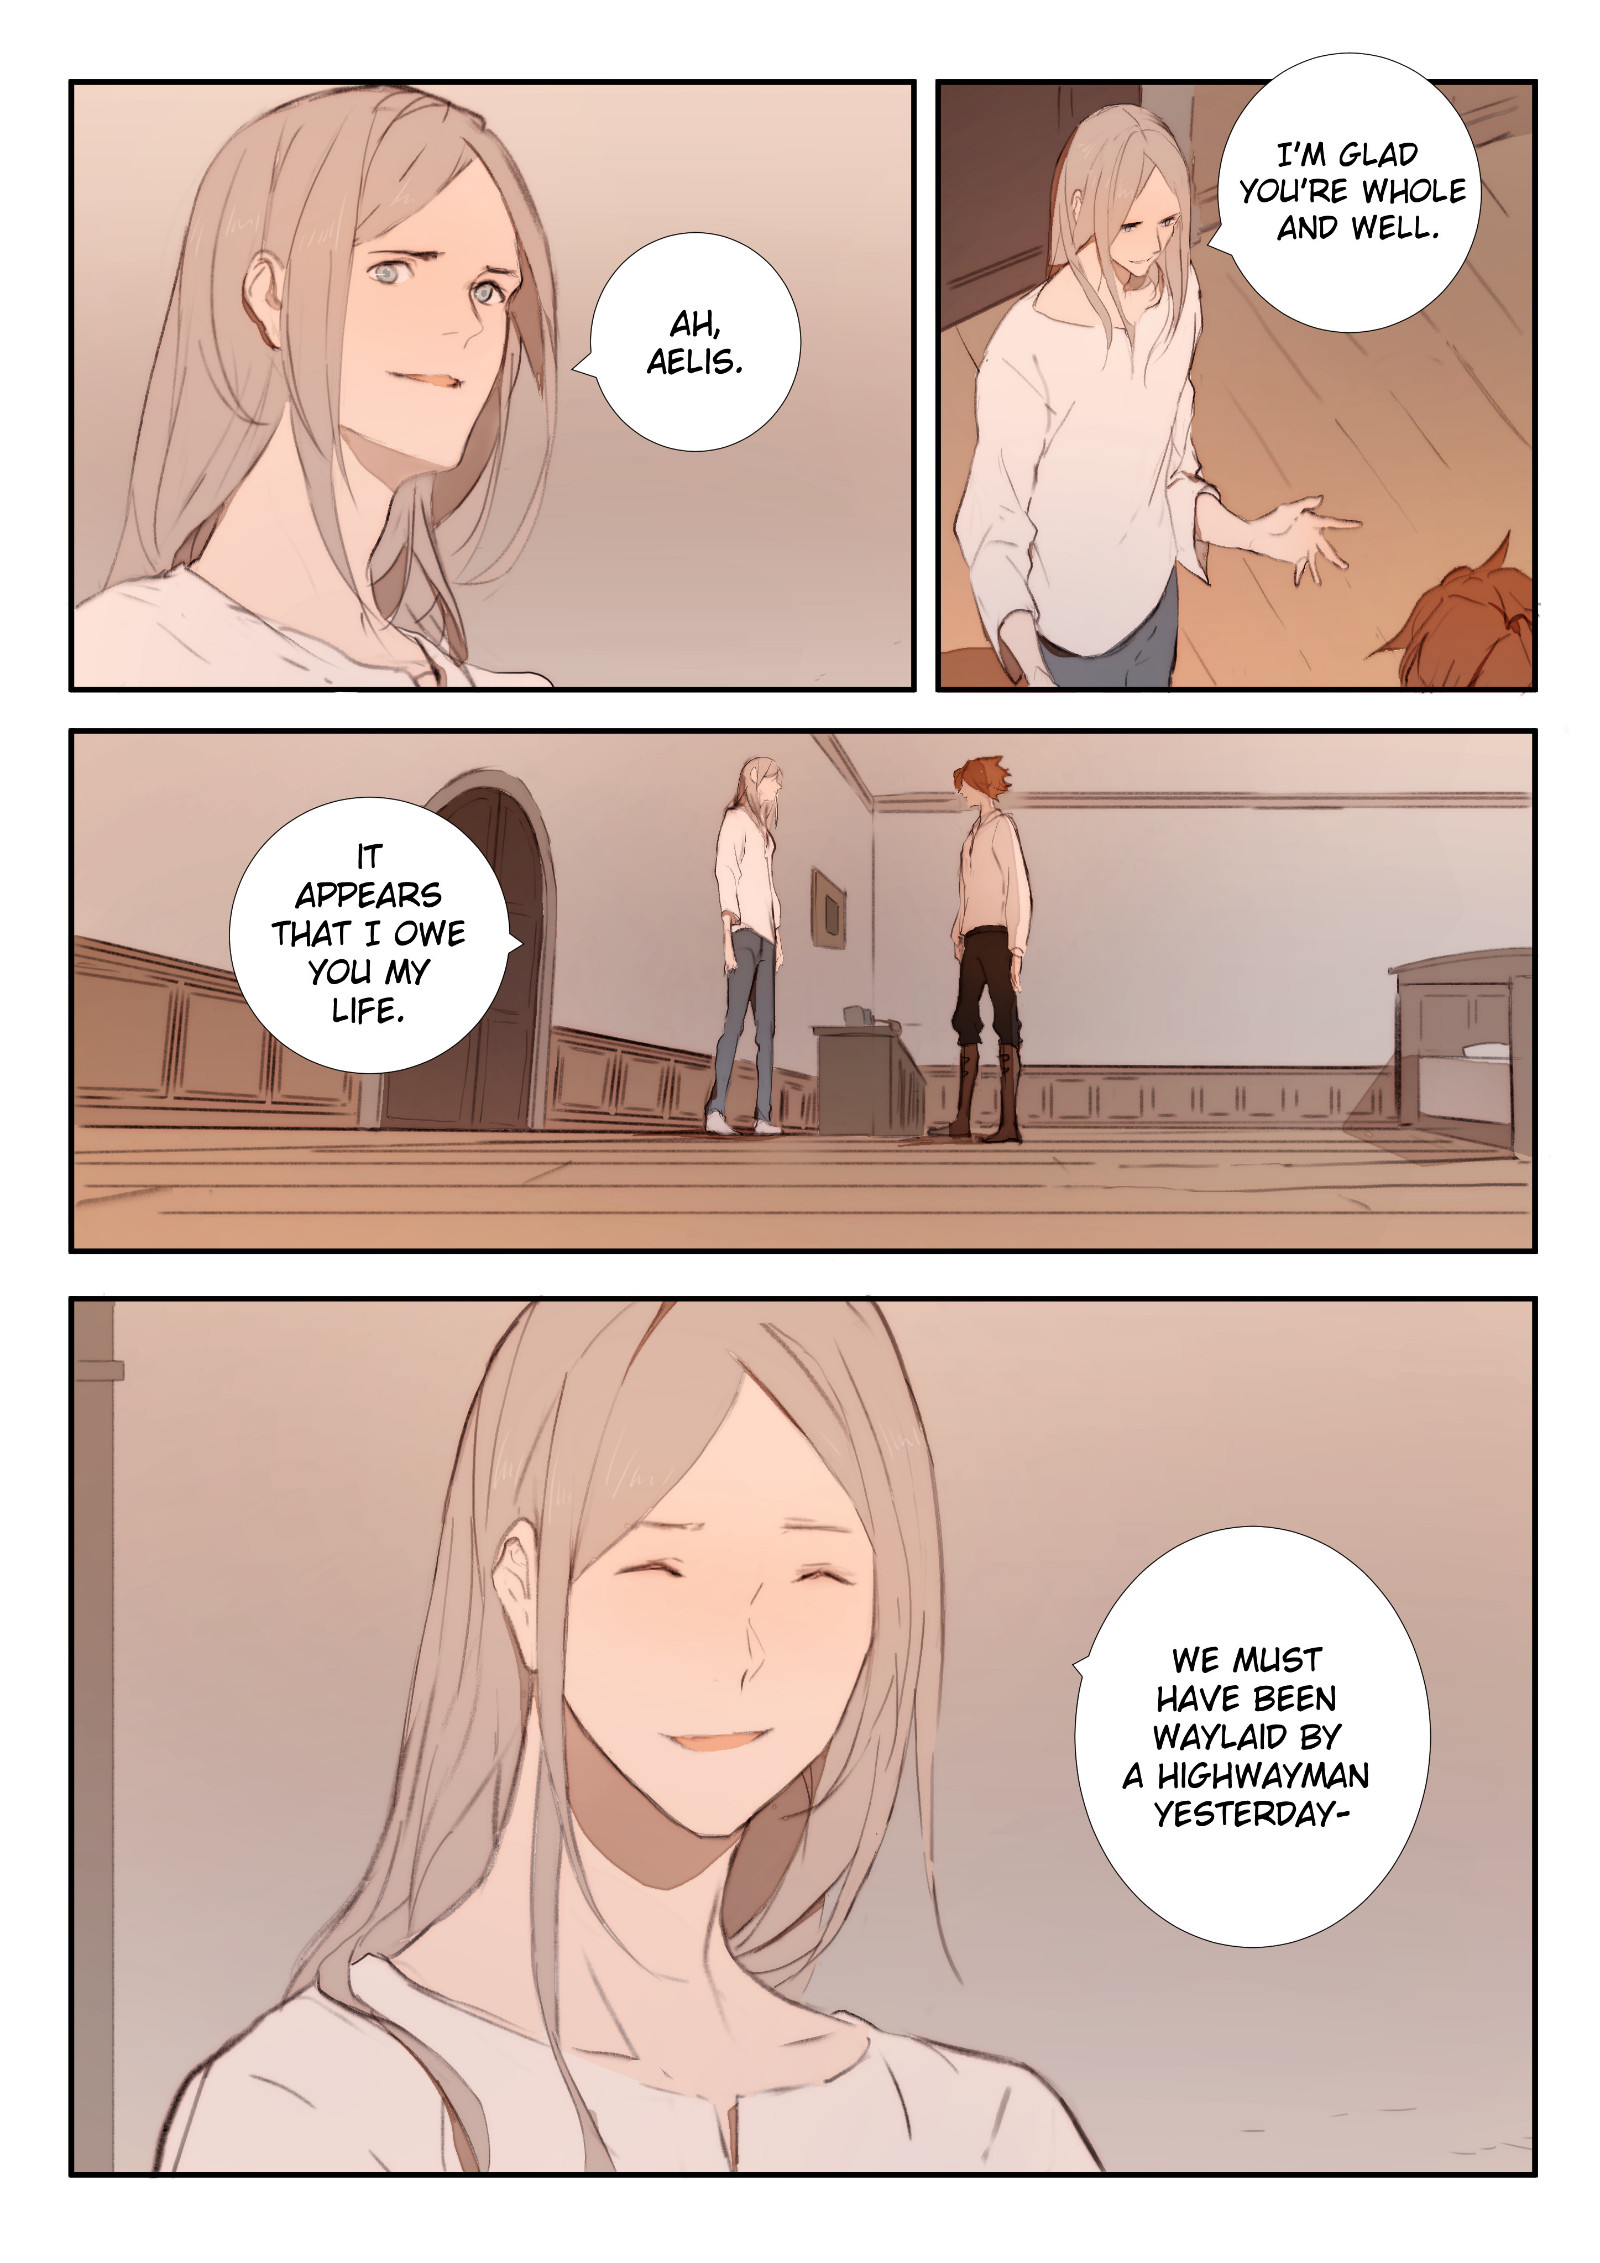 AH,
AELIS.
I'M GLAD
YOU'RE WHOLE
AND WELL.
IT
APPEARS
THAT I OWE
YOU MY
LIFE.
WE MUST
HAVE BEEN
WAYLAID BY
A HIGHWAYMAN
YESTERDAY-